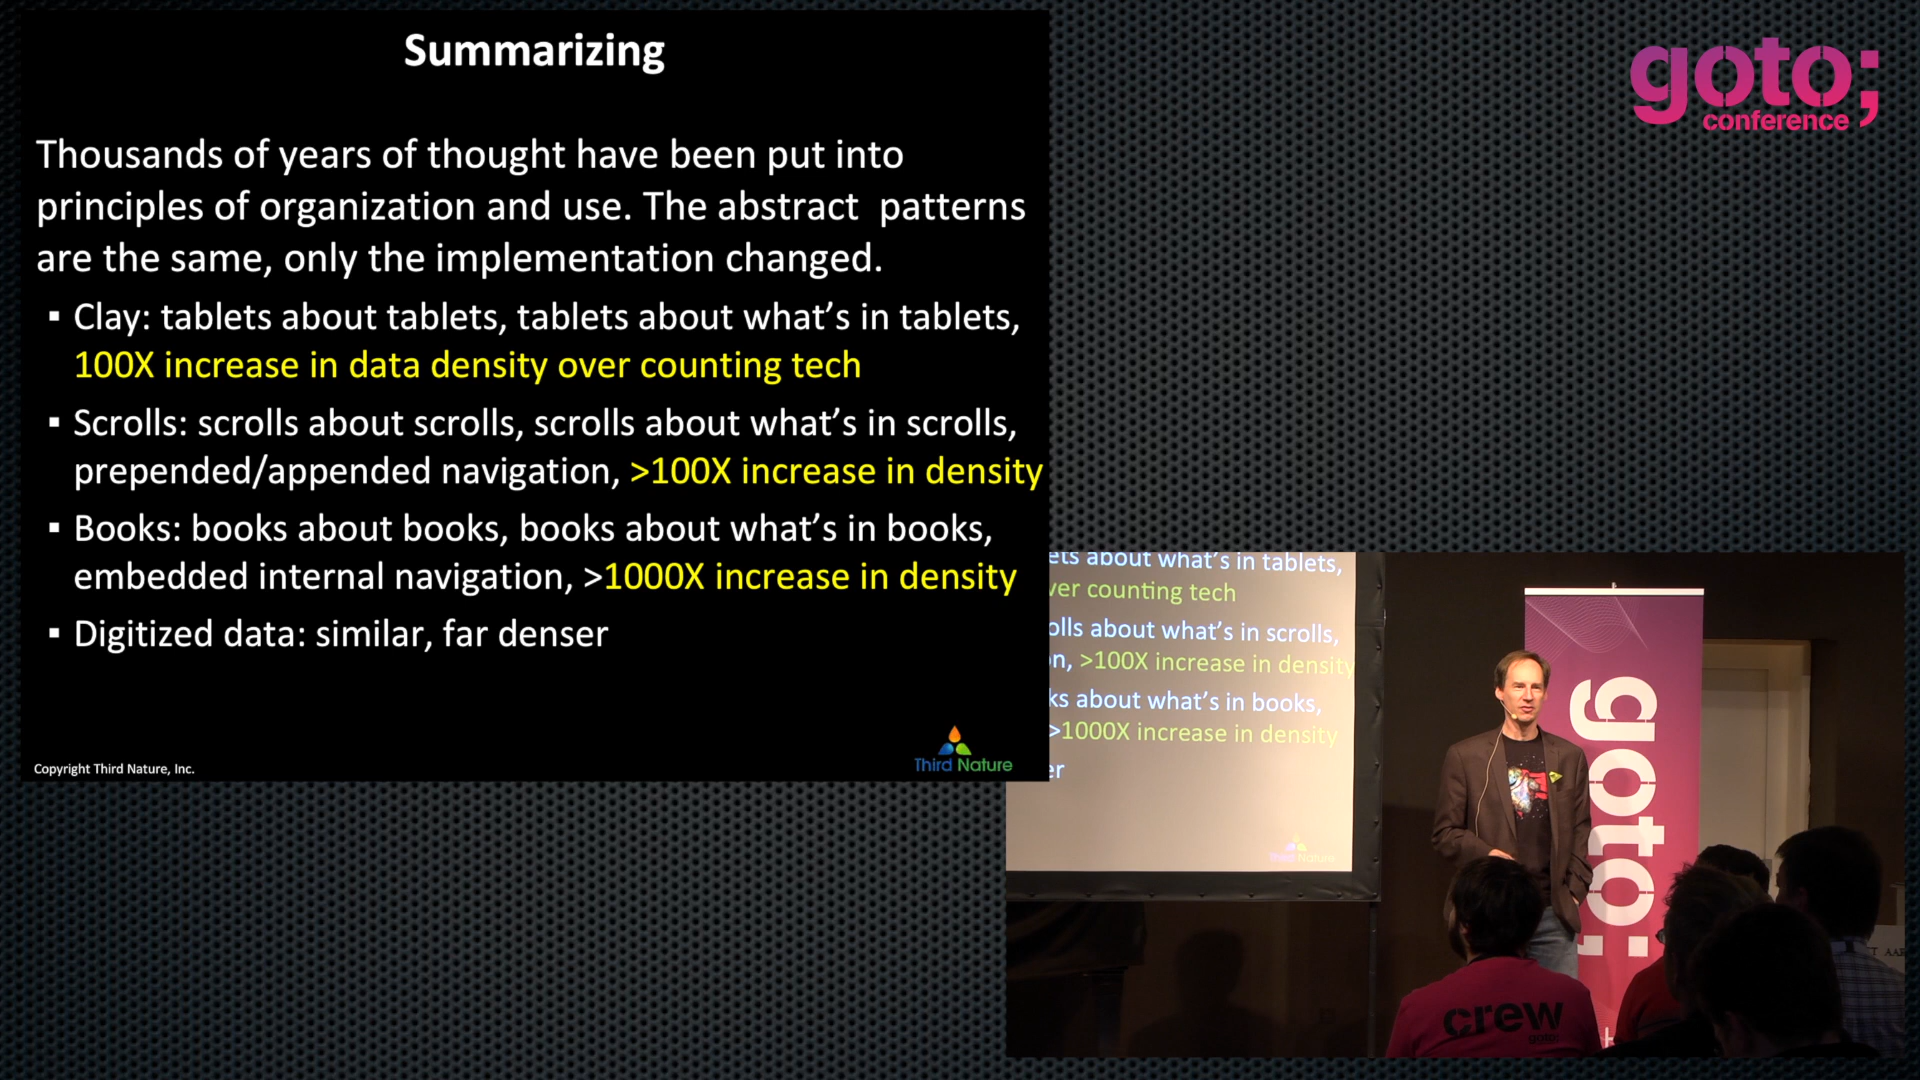 Summarizing
Thousands of years of thought have been put into
principles of organization and use. The abstract patterns
are the same, only the implementation changed.
▪ Clay: tablets about tablets, tablets about what's in tablets,
100X increase in data density over counting tech
▪ Scrolls: scrolls about scrolls, scrolls about what's in scrolls,
prepended/appended navigation, >100X increase in density
▪ Books: books about books, books about what's in books,
embedded internal navigation, >1000X increase in density
▪ Digitized data: similar, far denser
Copyright Third Nature, Inc.
Third Nature
goto;
conference
ets about what's in tablets,
ver counting tech
olls about what's in scrolls,
n, >100X increase in density
ks about what's in books,
>1000X increase in density
er
Third Nature
goto;
crew
goto;